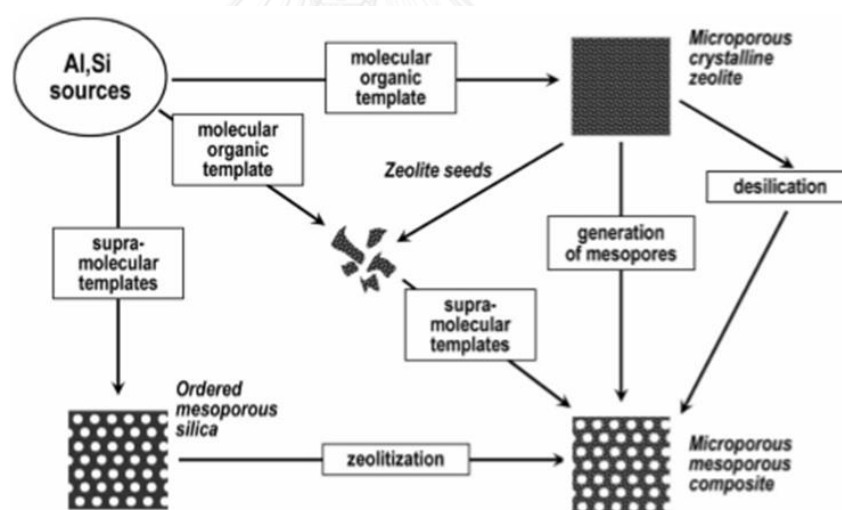 Al,Si
sources
molecular
organic
template
Microporous
crystalline
zeolite
molecular
organic
template
Zeolite seeds
desilication
supra-
molecular
templates
generation
of mesopores
supra-
molecular
templates
Ordered
mesoporous
silica
zeolitization
Microporous
mesoporous
composite